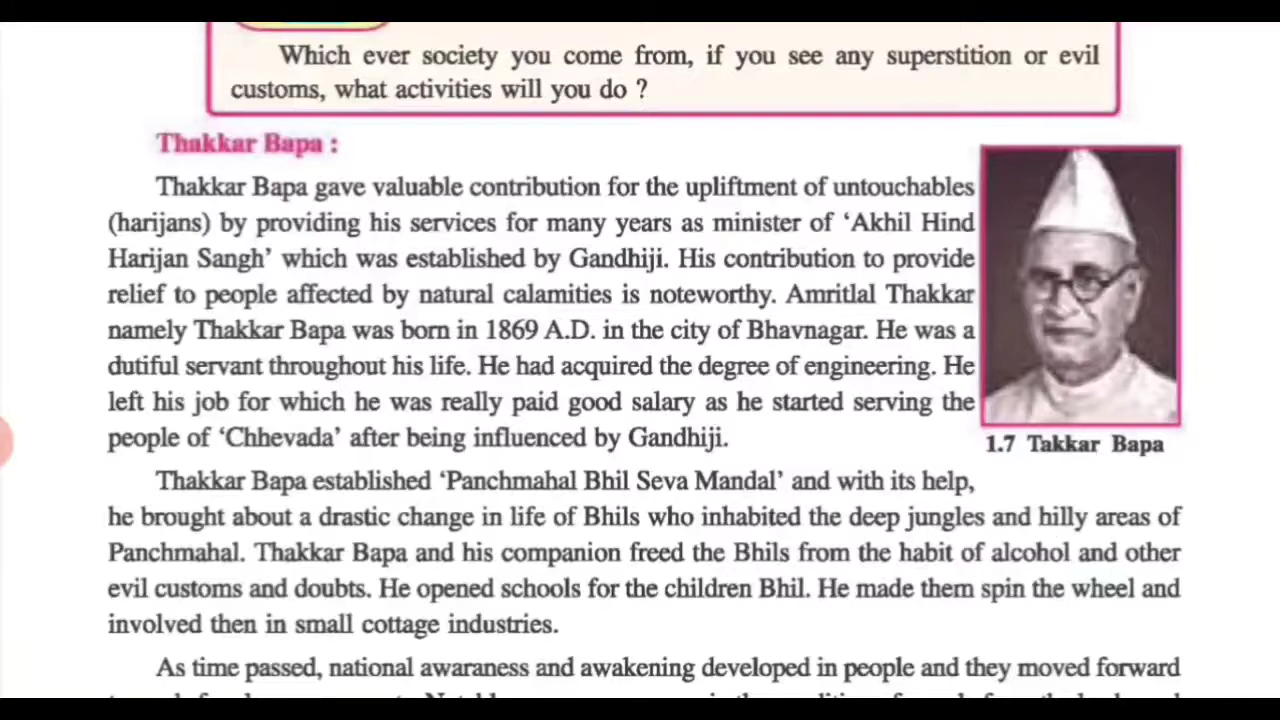 Which ever society you come from, if you see any superstition or evil
customs, what activities will you do ?
Thakkar Bapa :
Thakkar Bapa gave valuable contribution for the upliftment of untouchables
(harijans) by providing his services for many years as minister of ‘Akhil Hind
Harijan Sangh’ which was established by Gandhiji. His contribution to provide
relief to people affected by natural calamities is noteworthy. Amritlal Thakkar
namely Thakkar Bapa was born in 1869 A.D. in the city of Bhavnagar. He was a
dutiful servant throughout his life. He had acquired the degree of engineering. He
left his job for which he was really paid good salary as he started serving the
people of ‘Chhevada’ after being influenced by Gandhiji.
1.7 Takkar Bapa
Thakkar Bapa established ‘Panchmahal Bhil Seva Mandal’ and with its help,
he brought about a drastic change in life of Bhils who inhabited the deep jungles and hilly areas of
Panchmahal. Thakkar Bapa and his companion freed the Bhils from the habit of alcohol and other
evil customs and doubts. He opened schools for the children Bhil. He made them spin the wheel and
involved then in small cottage industries.
As time passed, national awaraness and awakening developed in people and they moved forward